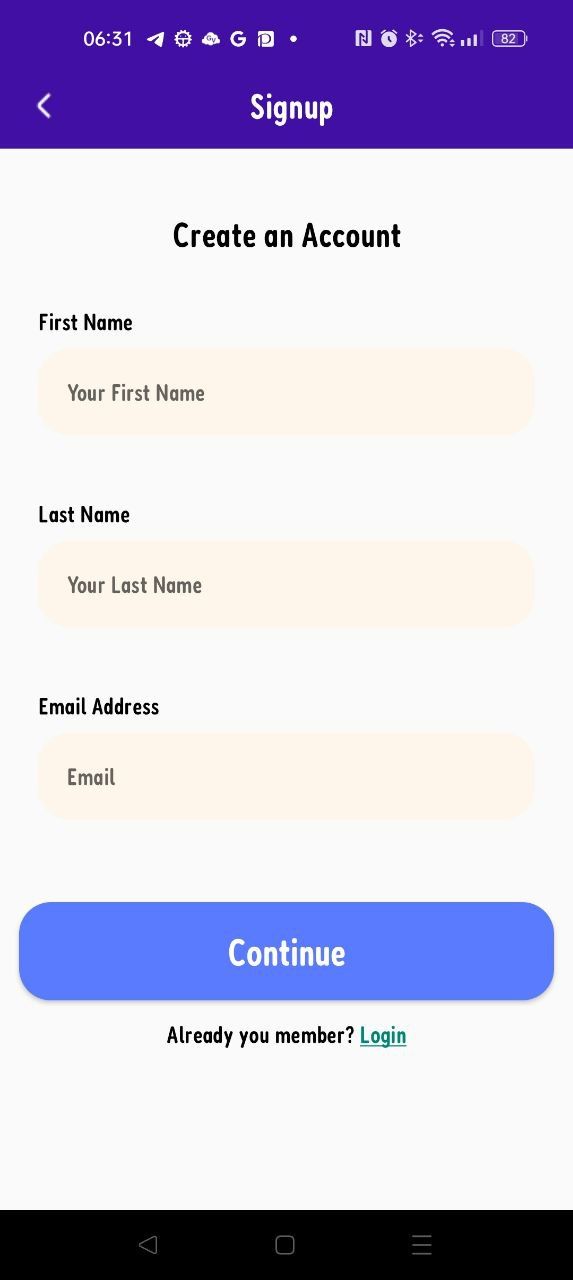 06:31 82
Signup
Create an Account
First Name
Your First Name
Last Name
Your Last Name
Email Address
Email
Continue
Already you member? Login